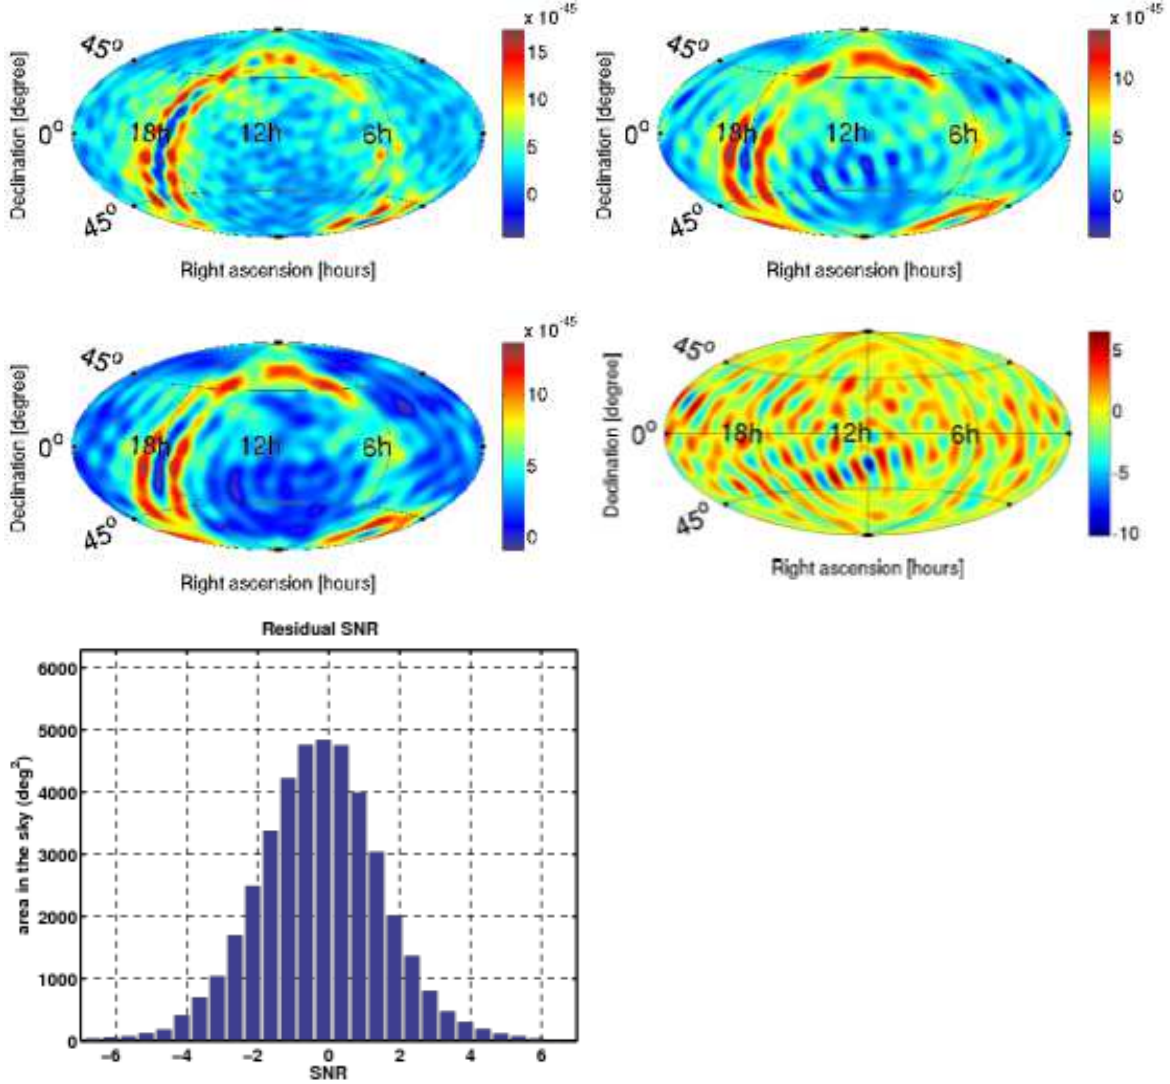 x 10^-45
15
10
5
0
45°
0°
45°
18h 12h 6h
Declination [degree]
Right ascension [hours]
x 10^-45
10
5
0
45°
0°
45°
18h 12h 6h
Declination [degree]
Right ascension [hours]
x 10^-45
10
5
0
45°
0°
45°
18h 12h 6h
Declination [degree]
Right ascension [hours]
5
0
-5
-10
45°
0°
45°
18h 12h 6h
Declination [degree]
Right ascension [hours]
Residual SNR
6000
5000
4000
3000
2000
1000
0
area in the sky (deg²)
−6 −4 −2 0 2 4 6
SNR